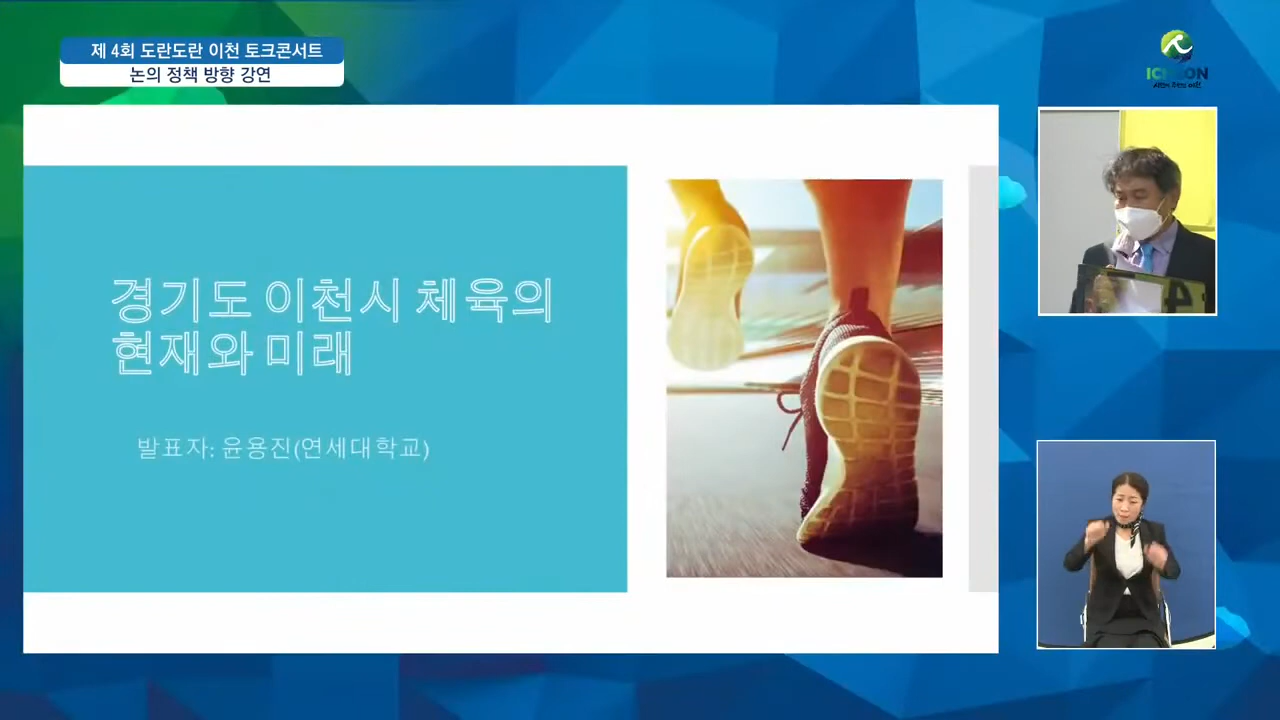 제 4회 도란도란 이천 토크콘서트
논의 정책 방향 강연
ICHEON
경기도 이천시 체육의
현재와 미래
발표자: 윤용진(연세대학교)